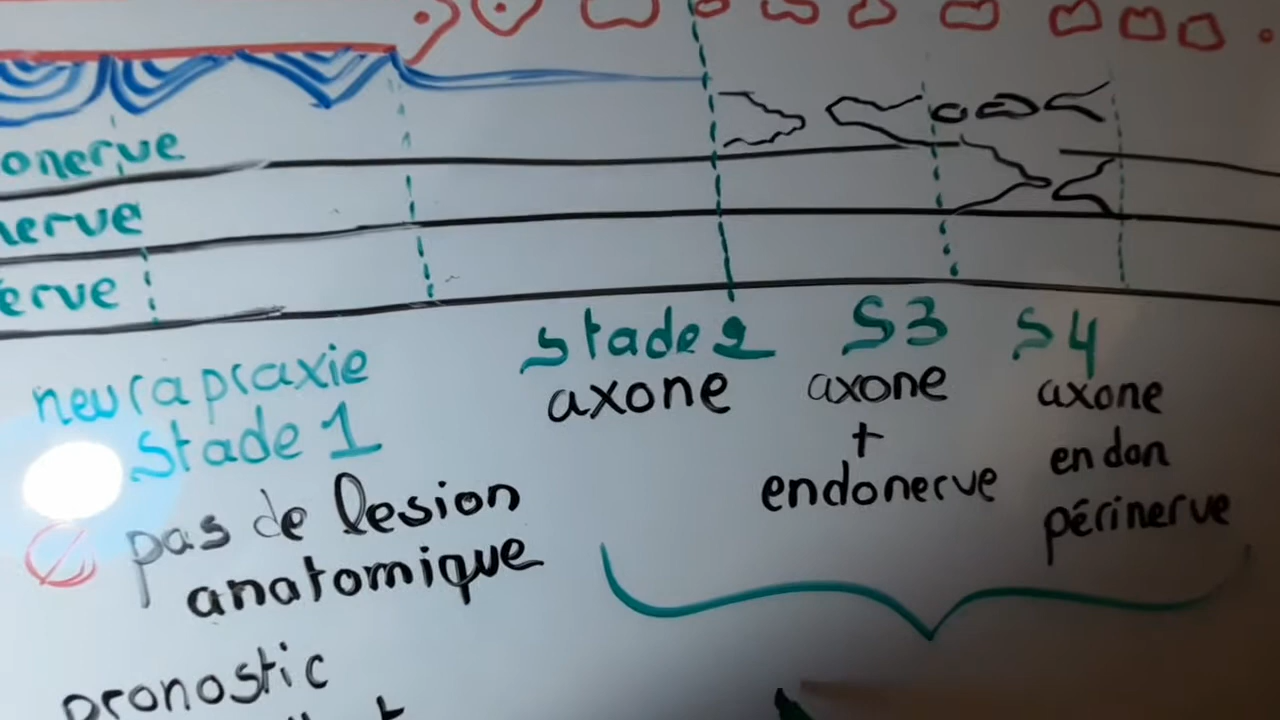 onerve
nerve
erve
neurapraxie
Stade 1
pas de lesion
anatomique
pronostic
Stade 2
axone
S3
axone
+
endonerve
S4
axone
endon
périnerve